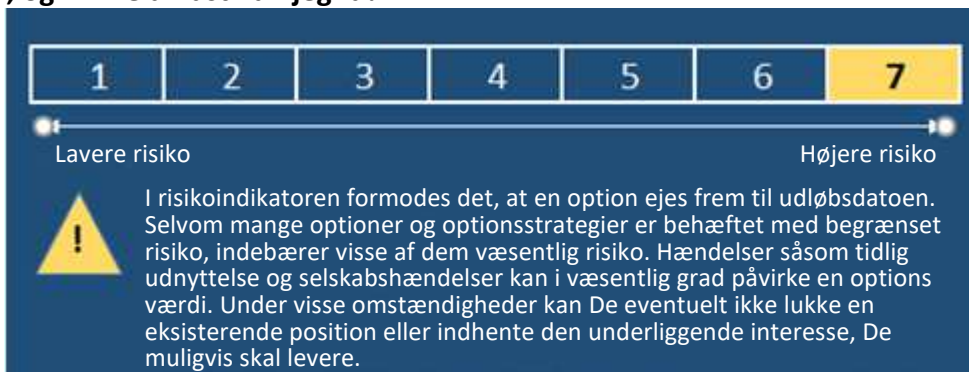 1 2 3 4 5 6 7
Lavere risiko Højere risiko
I risikoindikatoren formodes det, at en option ejes frem til udløbsdatoen.
Selvom mange optioner og optionsstrategier er behæftet med begrænset
risiko, indebærer visse af dem væsentlig risiko. Hændelser såsom tidlig
udnyttelse og selskabshændelser kan i væsentlig grad påvirke en options
værdi. Under visse omstændigheder kan De eventuelt ikke lukke en
eksisterende position eller indhente den underliggende interesse, De
muligvis skal levere.